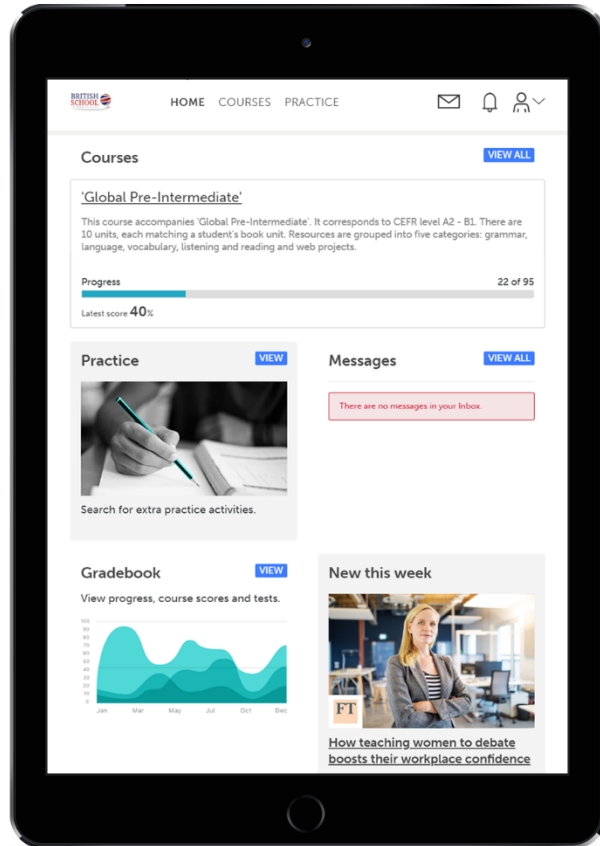 BRITISH
SCHOOL
HOME COURSES PRACTICE
Courses
VIEW ALL
'Global Pre-Intermediate'
This course accompanies 'Global Pre-Intermediate'. It corresponds to CEFR level A2 - B1. There are
10 units, each matching a student's book unit. Resources are grouped into five categories: grammar,
language, vocabulary, listening and reading and web projects.
Progress
22 of 95
Latest score 40%
Practice
VIEW
Search for extra practice activities.
Messages
VIEW ALL
There are no messages in your Inbox.
Gradebook
VIEW
View progress, course scores and tests.
100
90
80
70
60
50
40
30
20
10
0
Jan Mar May Jul Oct Dec
New this week
FT
How teaching women to debate
boosts their workplace confidence